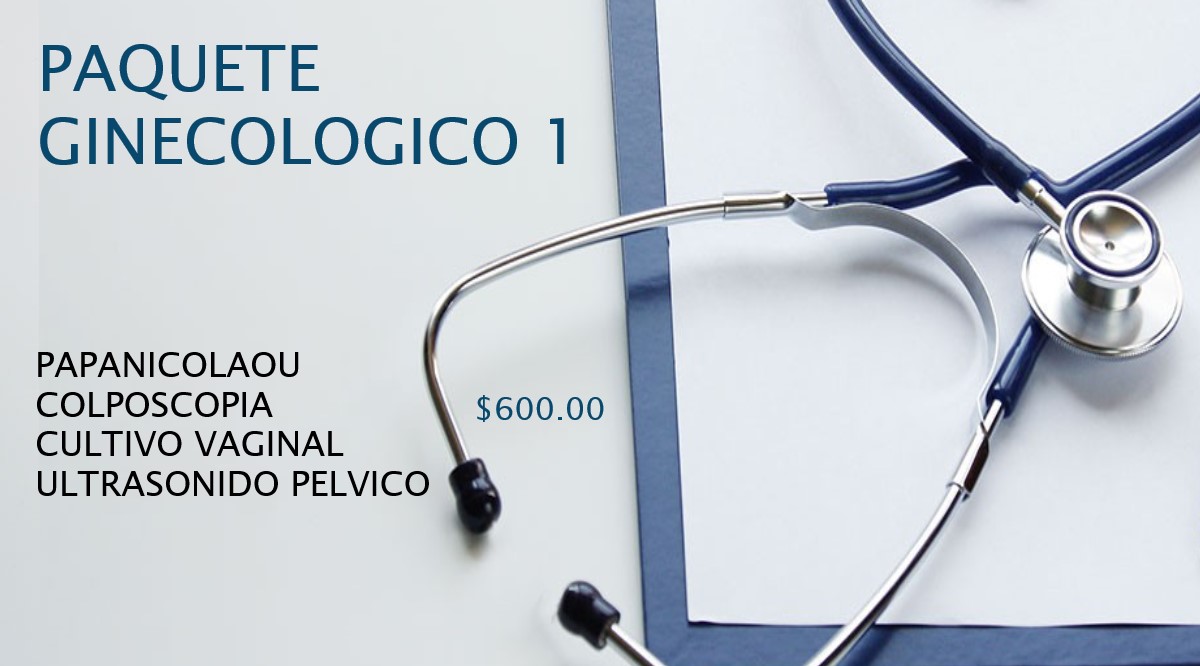 PAQUETE
GINECOLOGICO 1
PAPANICOLAOU
COLPOSCOPIA
$600.00
CULTIVO VAGINAL
ULTRASONIDO PELVICO